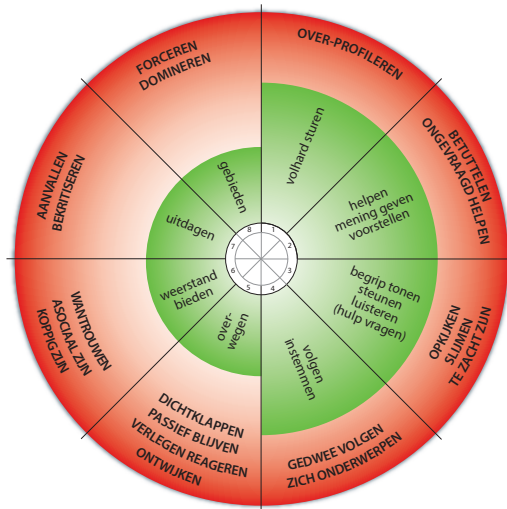 OVER-PROFILEREN
volhard sturen
BETUTTELEN
ONGEVRAAGD HELPEN
helpen
mening geven
voorstellen
OPKIJKEN
SLIJMEN
TE ZACHT ZIJN
begrip tonen
steunen
luisteren
(hulp vragen)
GEDWEE VOLGEN
ZICH ONDERWERPEN
volgen
instemmen
DICHTKLAPPEN
PASSIEF BLIJVEN
VERLEGEN REAGEREN
ONTWIJKEN
over-
wegen
WANTROUWEN
ASOCIAAL ZIJN
KOPPIG ZIJN
weerstand
bieden
AANVALLEN
BEKRITISEREN
uitdagen
FORCEREN
DOMINEREN
gebieden
1
2
3
4
5
6
7
8